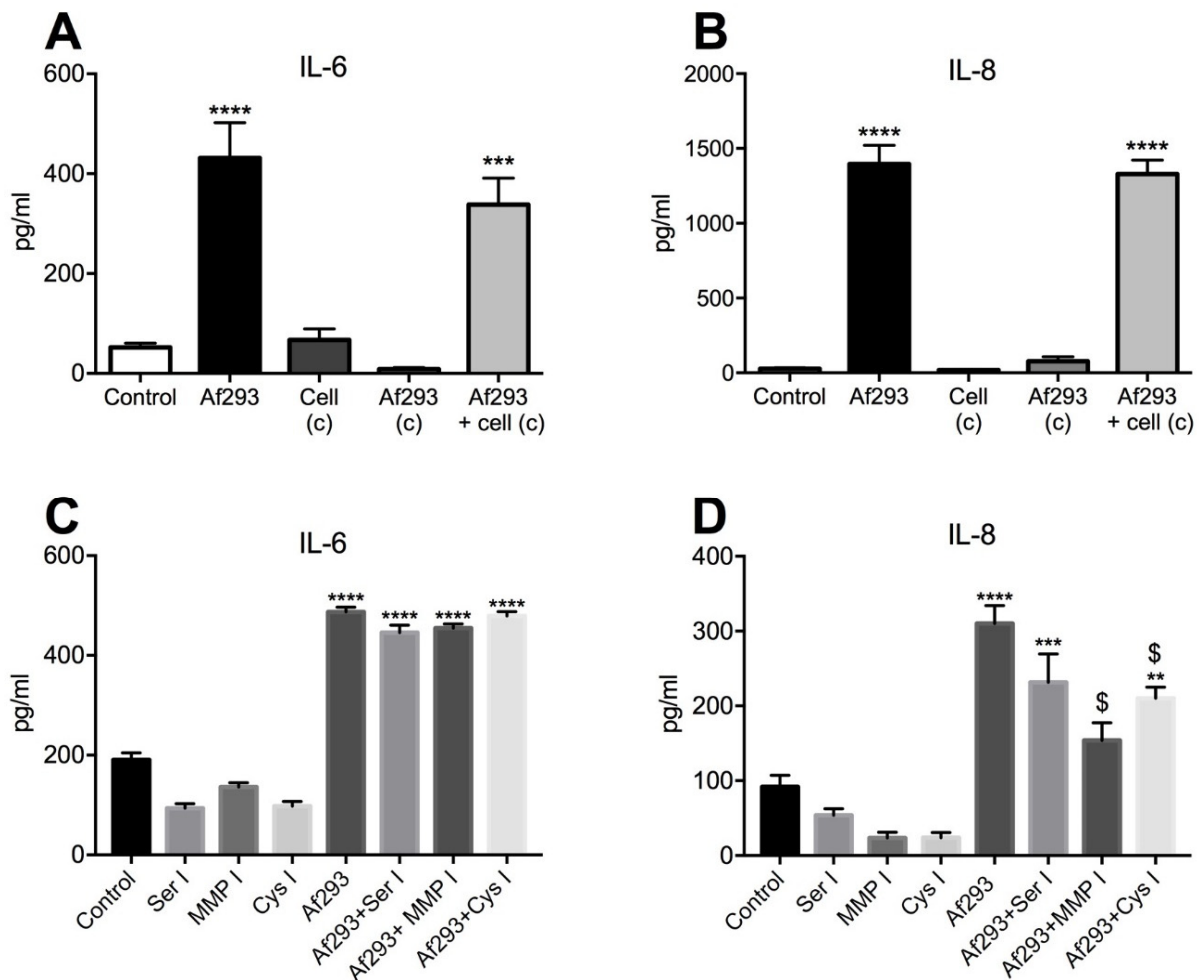 A
IL-6
600
400
200
0
pg/ml
****
***
Control
Af293
Cell
(c)
Af293
(c)
Af293
+ cell (c)
B
IL-8
2000
1500
1000
500
0
pg/ml
****
****
Control
Af293
Cell
(c)
Af293
(c)
Af293
+ cell (c)
C
IL-6
600
400
200
0
pg/ml
****
****
****
****
Control
Ser I
MMP I
Cys I
Af293
Af293+Ser I
Af293+ MMP I
Af293+Cys I
D
IL-8
400
300
200
100
0
pg/ml
****
***
$
$
**
Control
Ser I
MMP I
Cys I
Af293
Af293+Ser I
Af293+MMP I
Af293+Cys I